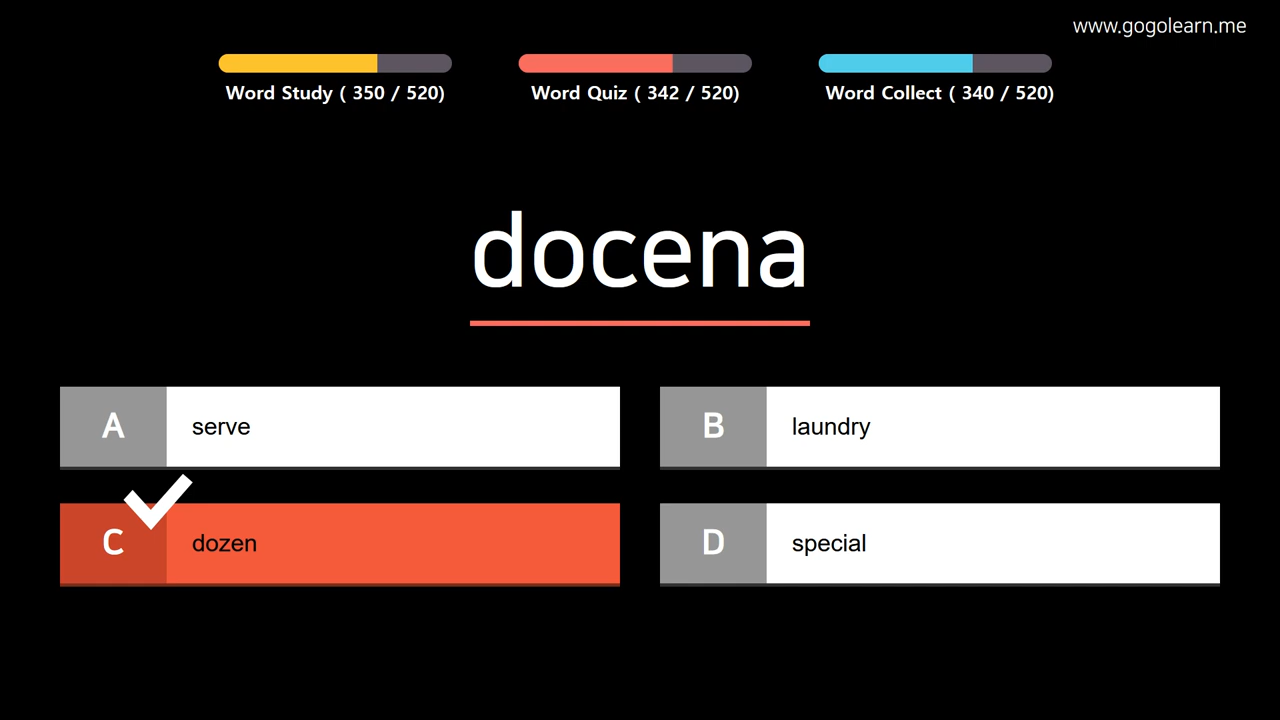 www.gogolearn.me
Word Study ( 350 / 520)
Word Quiz ( 342 / 520)
Word Collect ( 340 / 520)
docena
A serve
B laundry
C dozen
D special